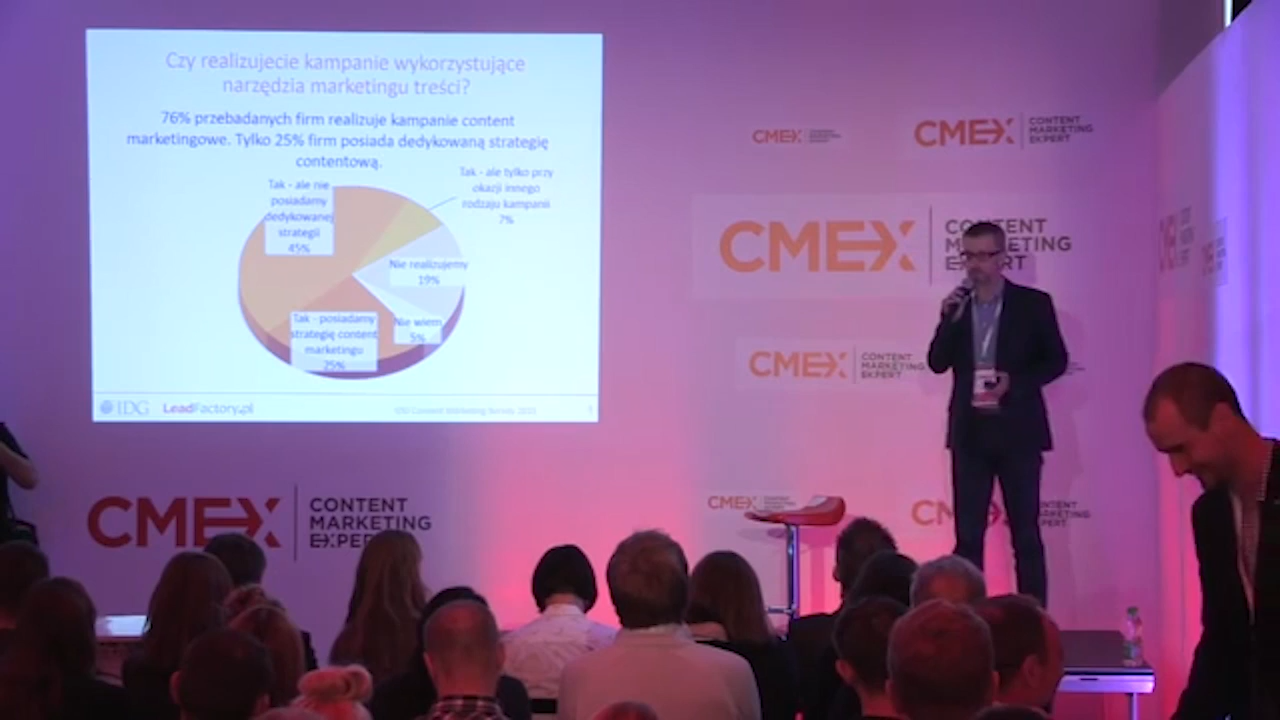 Czy realizujecie kampanie wykorzystujące
narzędzia marketingu treści?
76% przebadanych firm realizuje kampanie content
marketingowe. Tylko 25% firm posiada dedykowaną strategię
contentową.
Tak - ale nie
posiadamy
dedykowanej
strategii
45%
Tak - ale tylko przy
okazji innego
rodzaju kampanii
7%
Nie realizujemy
19%
Nie wiem
5%
Tak - posiadamy
strategię content
marketingu
25%
IDG LeadFactory.pl
CMEX
CMEX CONTENT
MARKETING
EXPERT
CMEX CONTENT
MARKETING
EXPERT
CMEX CONTENT
MARKETING
EXPERT
CMEX
CMEX CONTENT
MARKETING